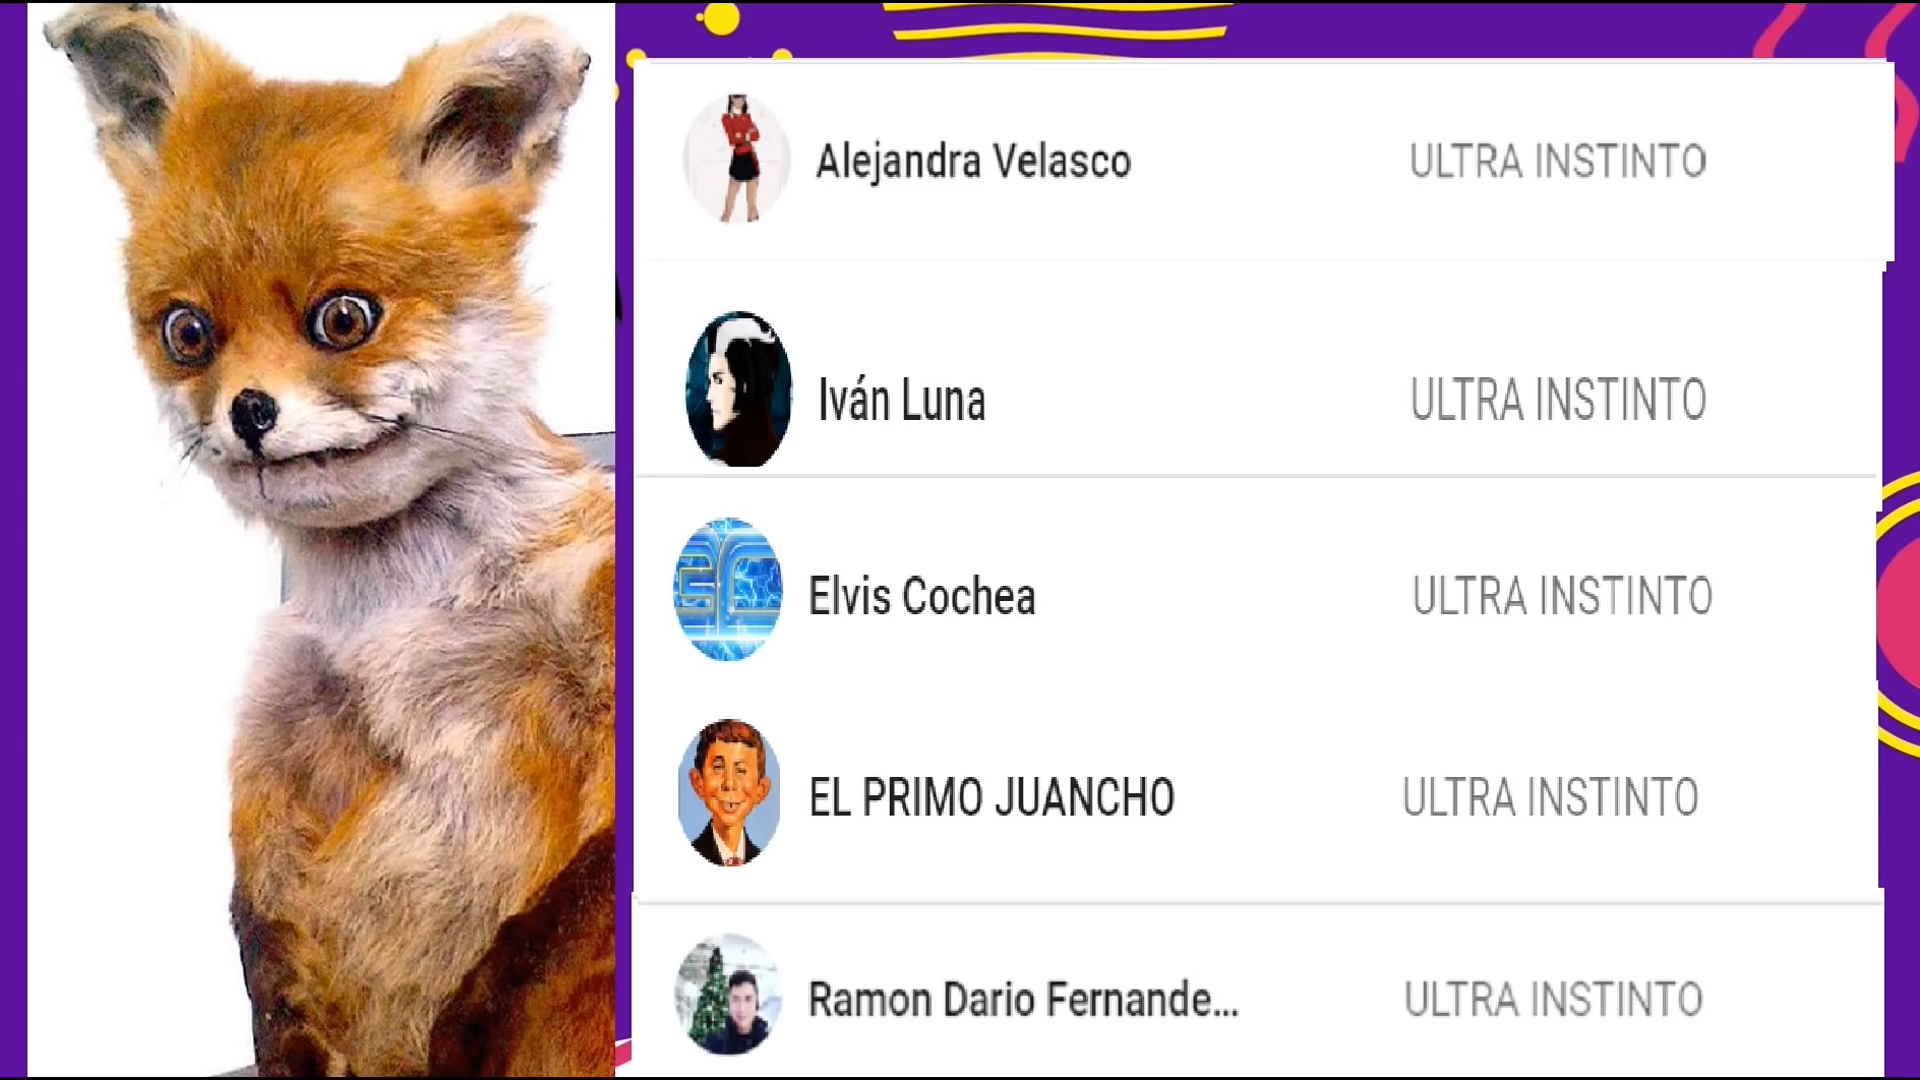 Alejandra Velasco ULTRA INSTINTO
Iván Luna ULTRA INSTINTO
Elvis Cochea ULTRA INSTINTO
EL PRIMO JUANCHO ULTRA INSTINTO
Ramon Dario Fernande... ULTRA INSTINTO